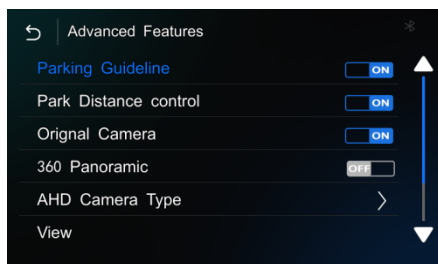 Advanced Features
Parking Guideline ON
Park Distance control ON
Orignal Camera ON
360 Panoramic OFF
AHD Camera Type
View